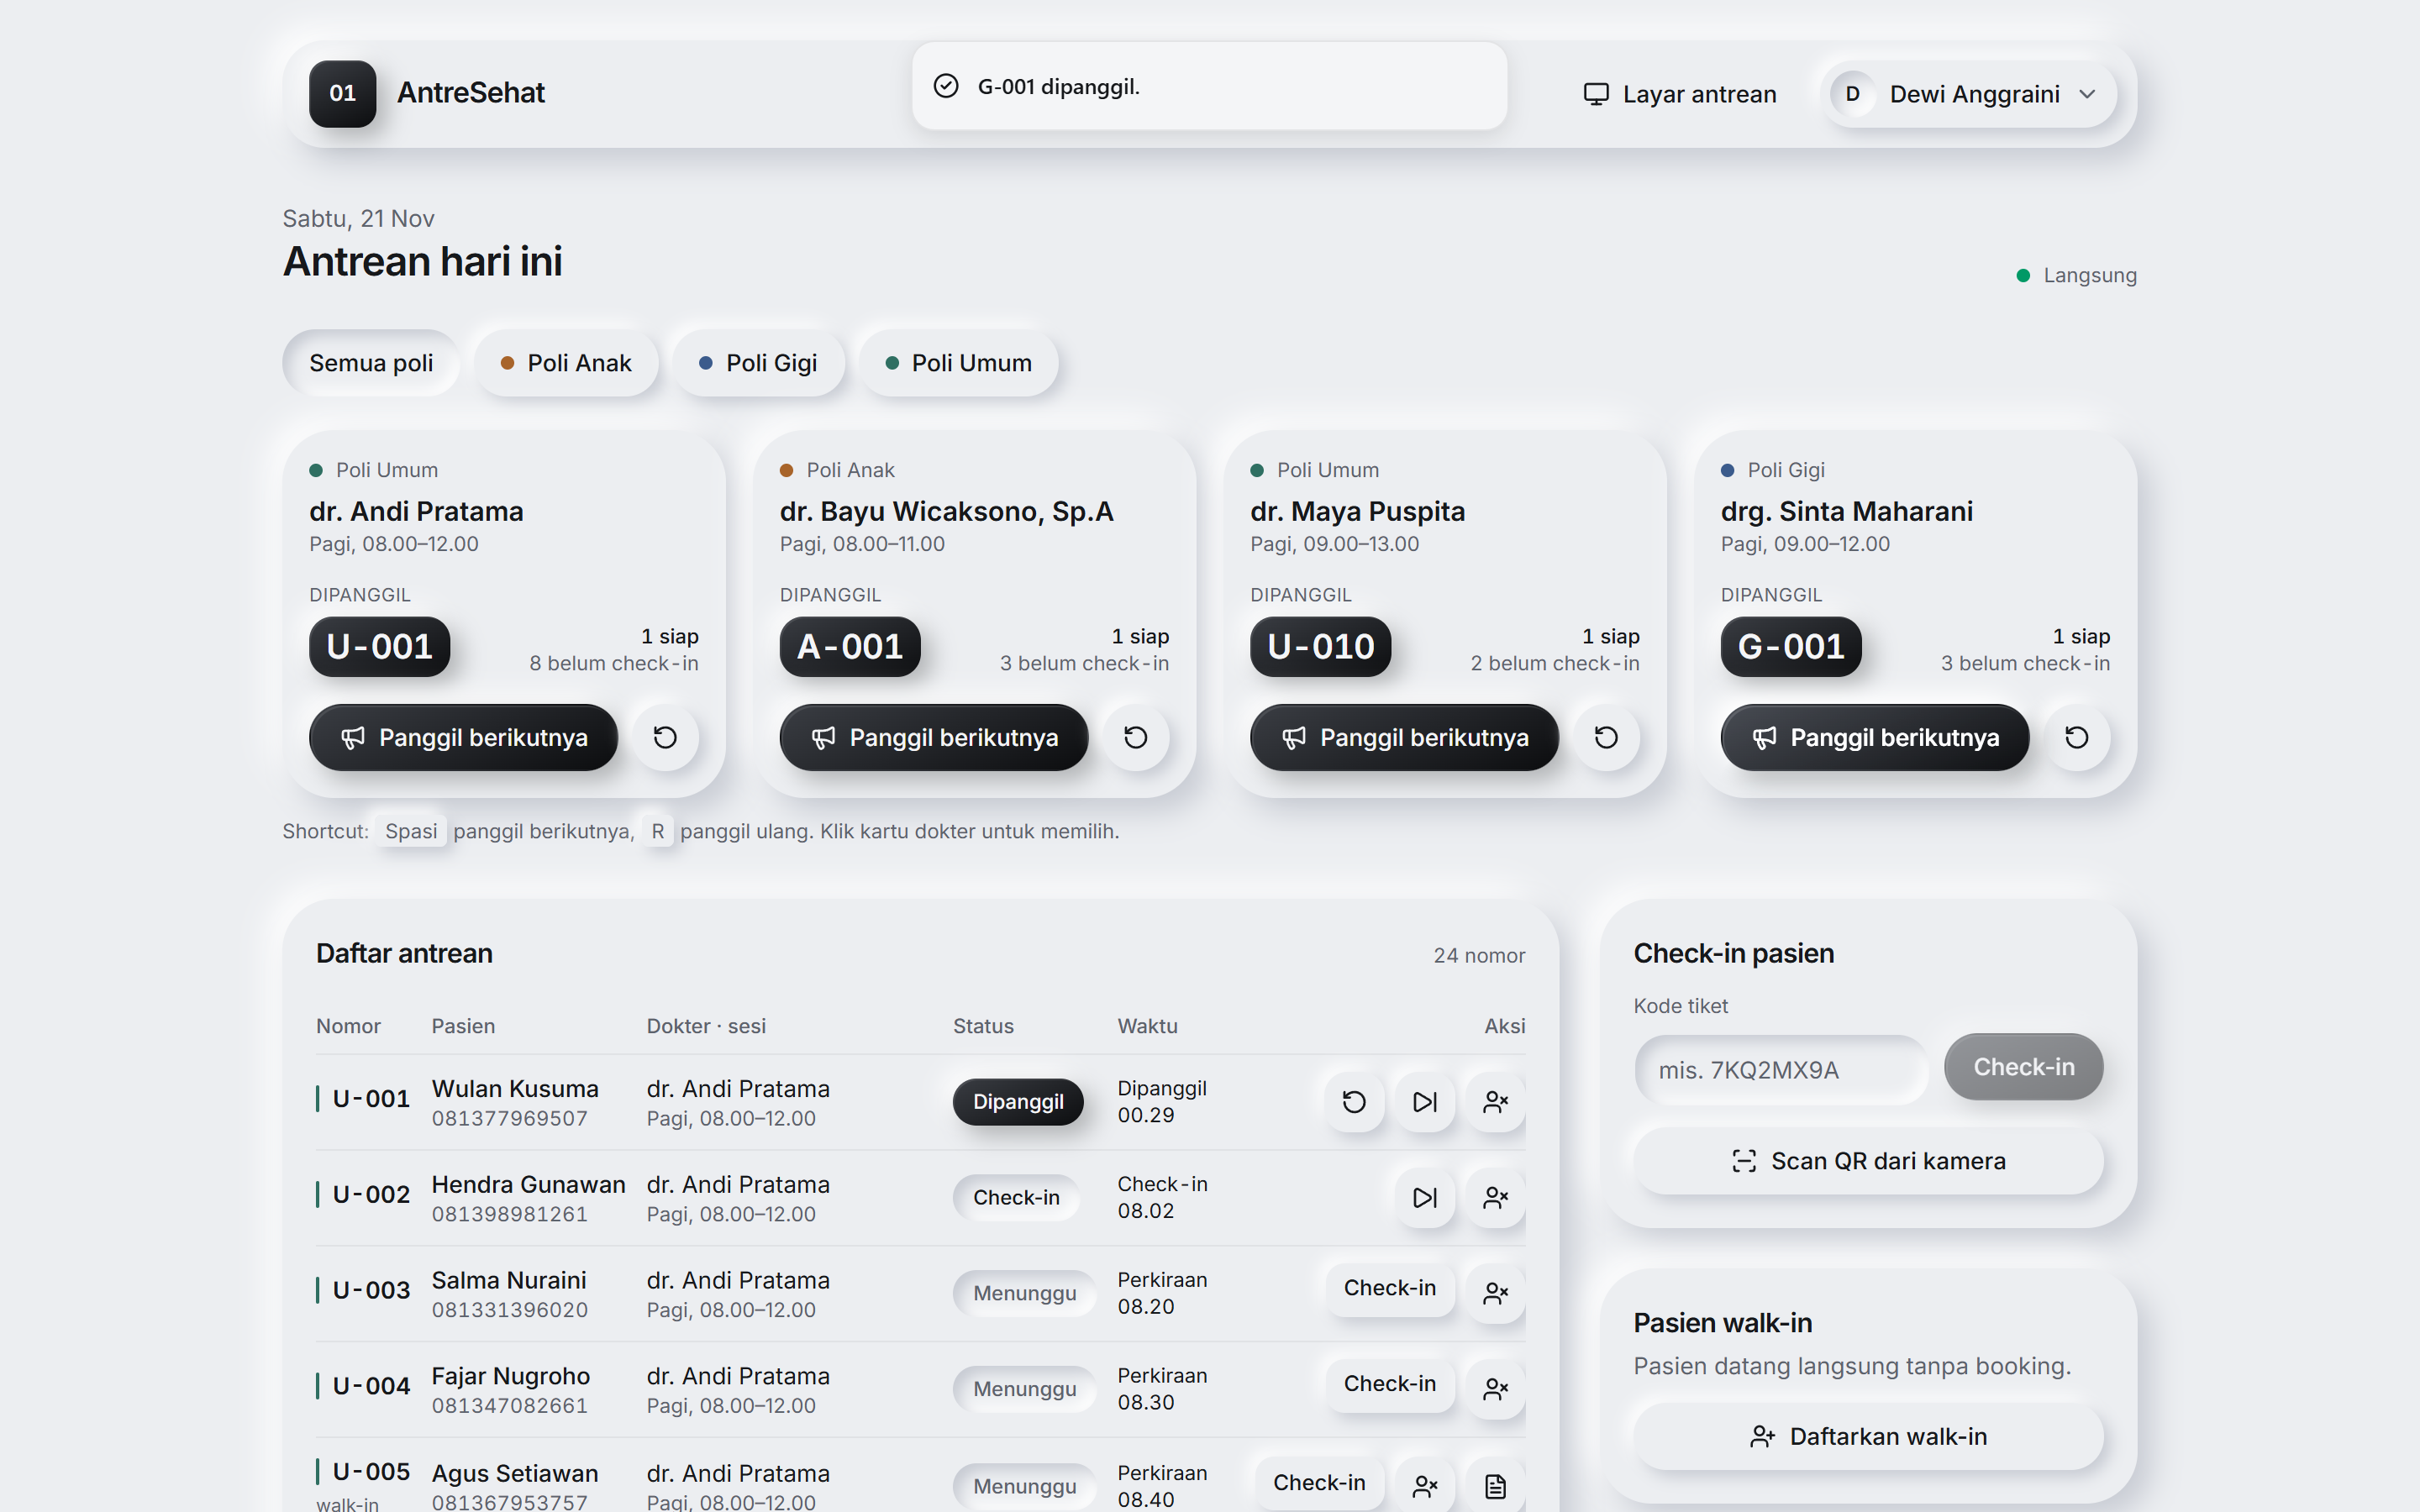 01
AntreSehat
G-001 dipanggil.
Layar antrean
D
Dewi Anggraini
Sabtu, 21 Nov
Antrean hari ini
Langsung
Semua poli
Poli Anak
Poli Gigi
Poli Umum
Poli Umum
dr. Andi Pratama
Pagi, 08.00–12.00
DIPANGGIL
U-001
1 siap
8 belum check-in
Panggil berikutnya
Poli Anak
dr. Bayu Wicaksono, Sp.A
Pagi, 08.00–11.00
DIPANGGIL
A-001
1 siap
3 belum check-in
Panggil berikutnya
Poli Umum
dr. Maya Puspita
Pagi, 09.00–13.00
DIPANGGIL
U-010
1 siap
2 belum check-in
Panggil berikutnya
Poli Gigi
drg. Sinta Maharani
Pagi, 09.00–12.00
DIPANGGIL
G-001
1 siap
3 belum check-in
Panggil berikutnya
Shortcut: Spasi panggil berikutnya, R panggil ulang. Klik kartu dokter untuk memilih.
Daftar antrean
24 nomor
Nomor Pasien Dokter · sesi Status Waktu Aksi
U-001 Wulan Kusuma dr. Andi Pratama Dipanggil Dipanggil
081377969507 Pagi, 08.00–12.00 00.29
U-002 Hendra Gunawan dr. Andi Pratama Check-in Check-in
081398981261 Pagi, 08.00–12.00 08.02
U-003 Salma Nuraini dr. Andi Pratama Menunggu Perkiraan Check-in
081331396020 Pagi, 08.00–12.00 08.20
U-004 Fajar Nugroho dr. Andi Pratama Menunggu Perkiraan Check-in
081347082661 Pagi, 08.00–12.00 08.30
U-005 Agus Setiawan dr. Andi Pratama Menunggu Perkiraan Check-in
walk-in 081367953757 Pagi, 08.00–12.00 08.40
Check-in pasien
Kode tiket
mis. 7KQ2MX9A
Check-in
Scan QR dari kamera
Pasien walk-in
Pasien datang langsung tanpa booking.
Daftarkan walk-in